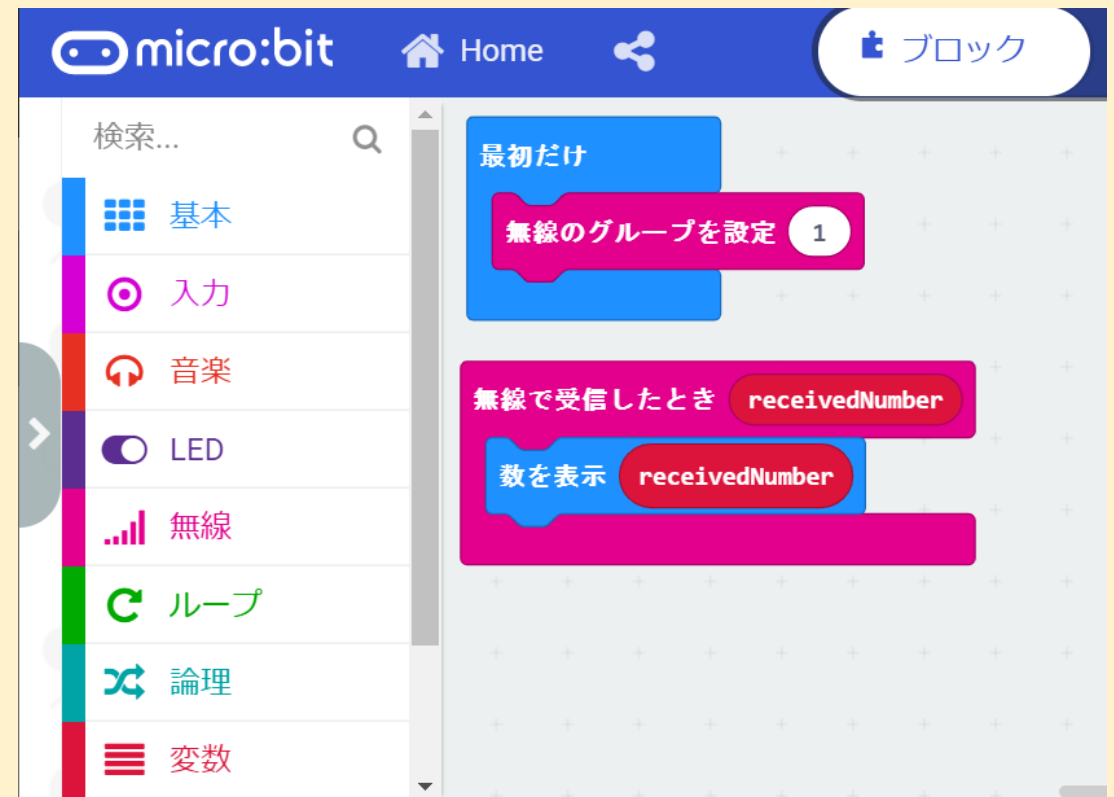 micro:bit Home ブロック
検索...
基本
入力
音楽
LED
無線
ループ
論理
変数
最初だけ
無線のグループを設定 1
無線で受信したとき receivedNumber
数を表示 receivedNumber